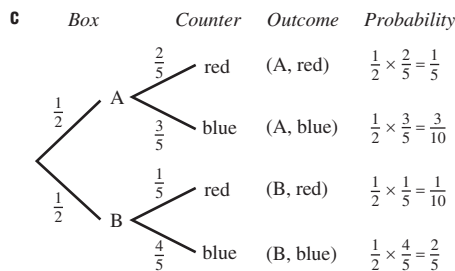 c Box Counter Outcome Probability
2/5 red (A, red) 1/2 × 2/5 = 1/5
1/2 A
3/5 blue (A, blue) 1/2 × 3/5 = 3/10
1/5 red (B, red) 1/2 × 1/5 = 1/10
1/2 B
4/5 blue (B, blue) 1/2 × 4/5 = 2/5